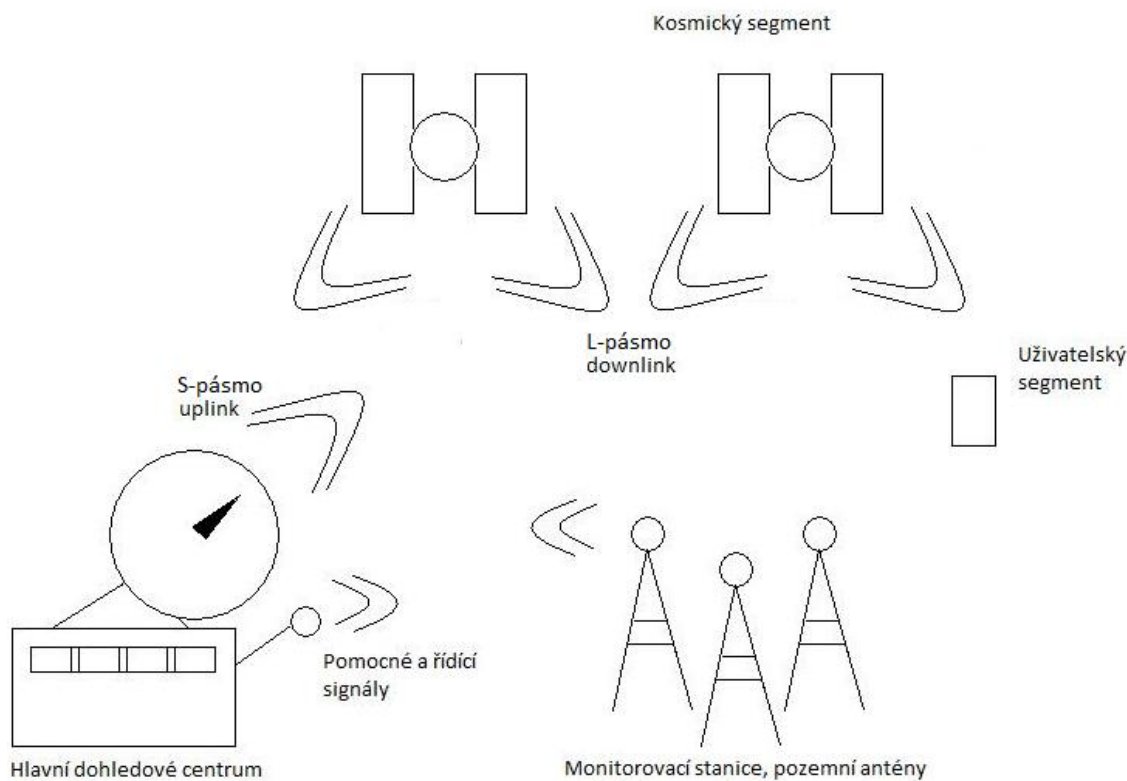 Kosmický segment
L-pásmo
downlink
Uživatelský
segment
S-pásmo
uplink
Pomocné a řídící
signály
Hlavní dohledové centrum
Monitorovací stanice, pozemní antény